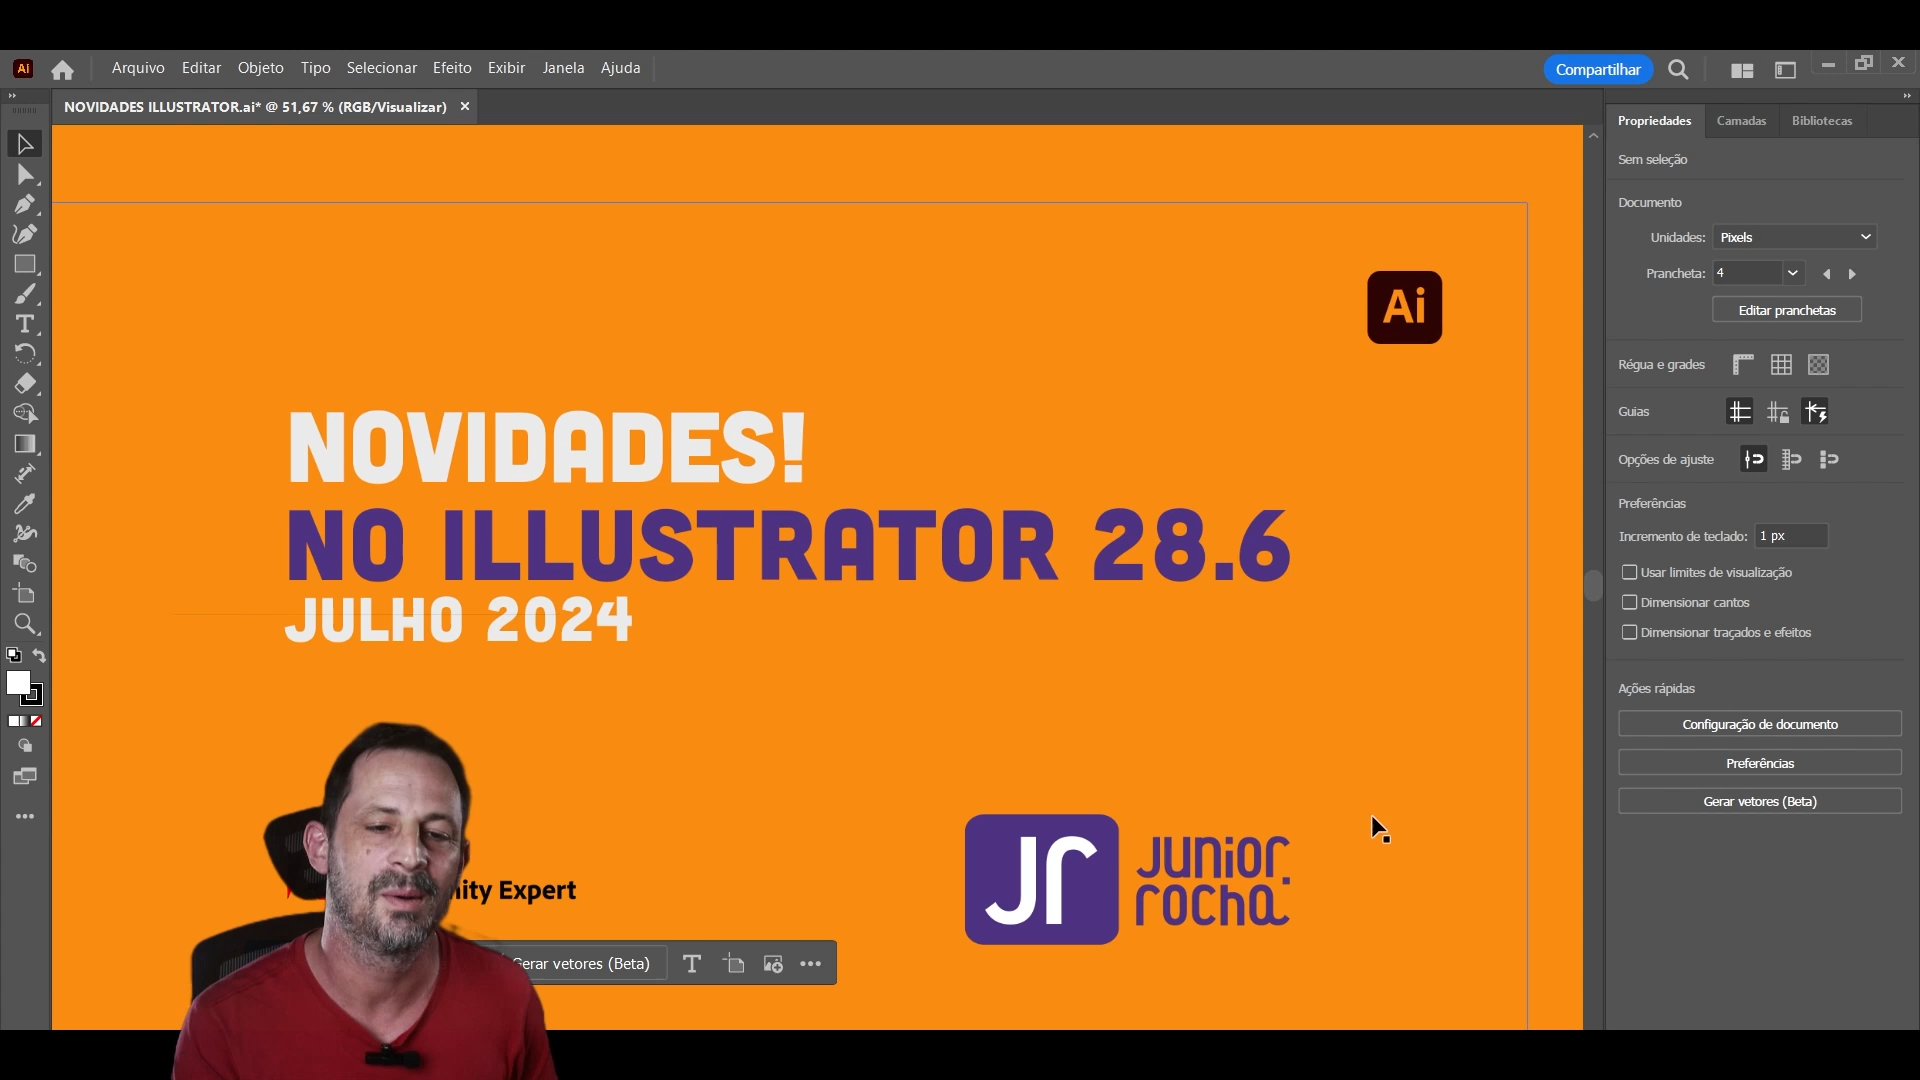 Ai
Arquivo Editar Objeto Tipo Selecionar Efeito Exibir Janela Ajuda
Compartilhar
NOVIDADES ILLUSTRATOR.ai* @ 51,67 % (RGB/Visualizar)
Propriedades Camadas Bibliotecas
Sem seleção
Documento
Unidades: Pixels
Prancheta: 4
Editar pranchetas
Régua e grades
Guias
Opções de ajuste
Preferências
Incremento de teclado: 1 px
Usar limites de visualização
Dimensionar cantos
Dimensionar traçados e efeitos
Ações rápidas
Configuração de documento
Preferências
Gerar vetores (Beta)
Ai
NOVIDADES!
NO ILLUSTRATOR 28.6
JULHO 2024
Expert
Jr junior.
rocha
Gerar vetores (Beta)